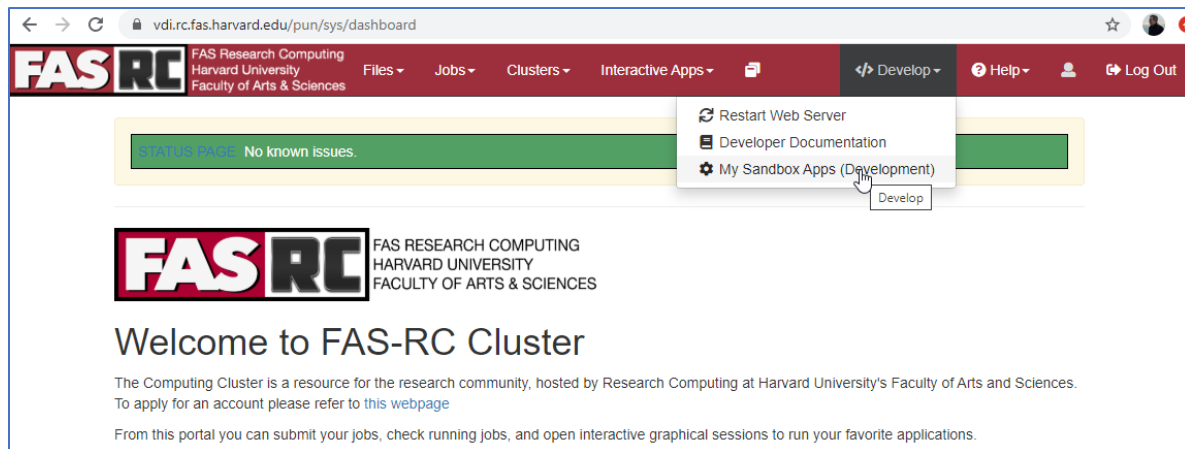 vdi.rc.fas.harvard.edu/pun/sys/dashboard
FAS RC
FAS Research Computing
Harvard University
Faculty of Arts & Sciences
Files
Jobs
Clusters
Interactive Apps
</> Develop
Help
Log Out
Restart Web Server
Developer Documentation
My Sandbox Apps (Development)
Develop
STATUS PAGE No known issues.
FAS RC
FAS RESEARCH COMPUTING
HARVARD UNIVERSITY
FACULTY OF ARTS & SCIENCES
Welcome to FAS-RC Cluster
The Computing Cluster is a resource for the research community, hosted by Research Computing at Harvard University's Faculty of Arts and Sciences.
To apply for an account please refer to this webpage
From this portal you can submit your jobs, check running jobs, and open interactive graphical sessions to run your favorite applications.